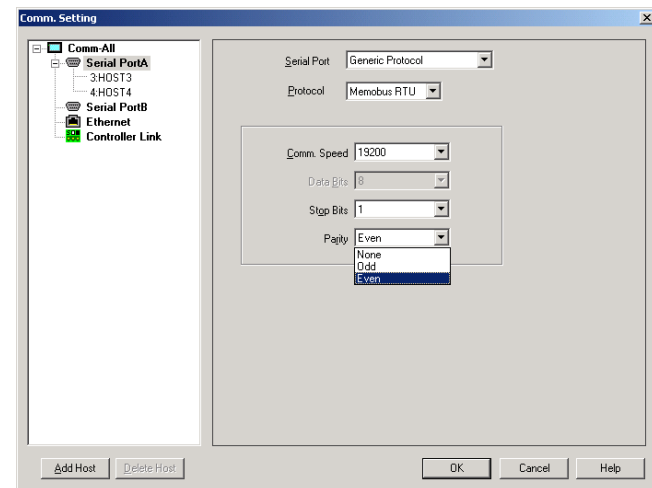 Comm. Setting
Comm-All
Serial PortA
3:HOST3
4:HOST4
Serial PortB
Ethernet
Controller Link
Serial Port Generic Protocol
Protocol Memobus RTU
Comm. Speed 19200
Data Bits 8
Stop Bits 1
Parity Even
None
Odd
Even
Add Host Delete Host OK Cancel Help